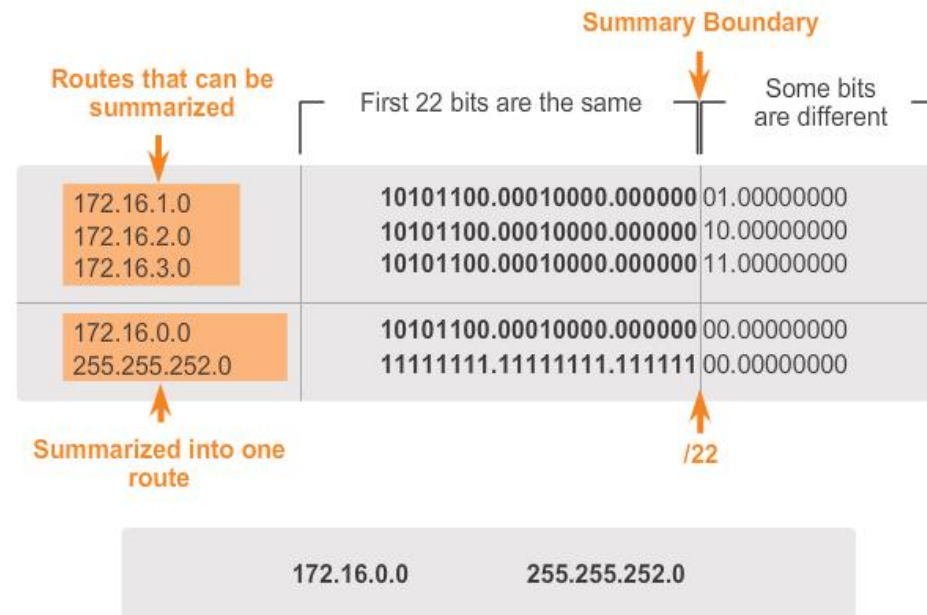 Summary Boundary
Routes that can be
summarized
First 22 bits are the same
Some bits
are different
172.16.1.0 10101100.00010000.000000 01.00000000
172.16.2.0 10101100.00010000.000000 10.00000000
172.16.3.0 10101100.00010000.000000 11.00000000
172.16.0.0 10101100.00010000.000000 00.00000000
255.255.252.0 11111111.11111111.111111 00.00000000
Summarized into one
route
/22
172.16.0.0 255.255.252.0